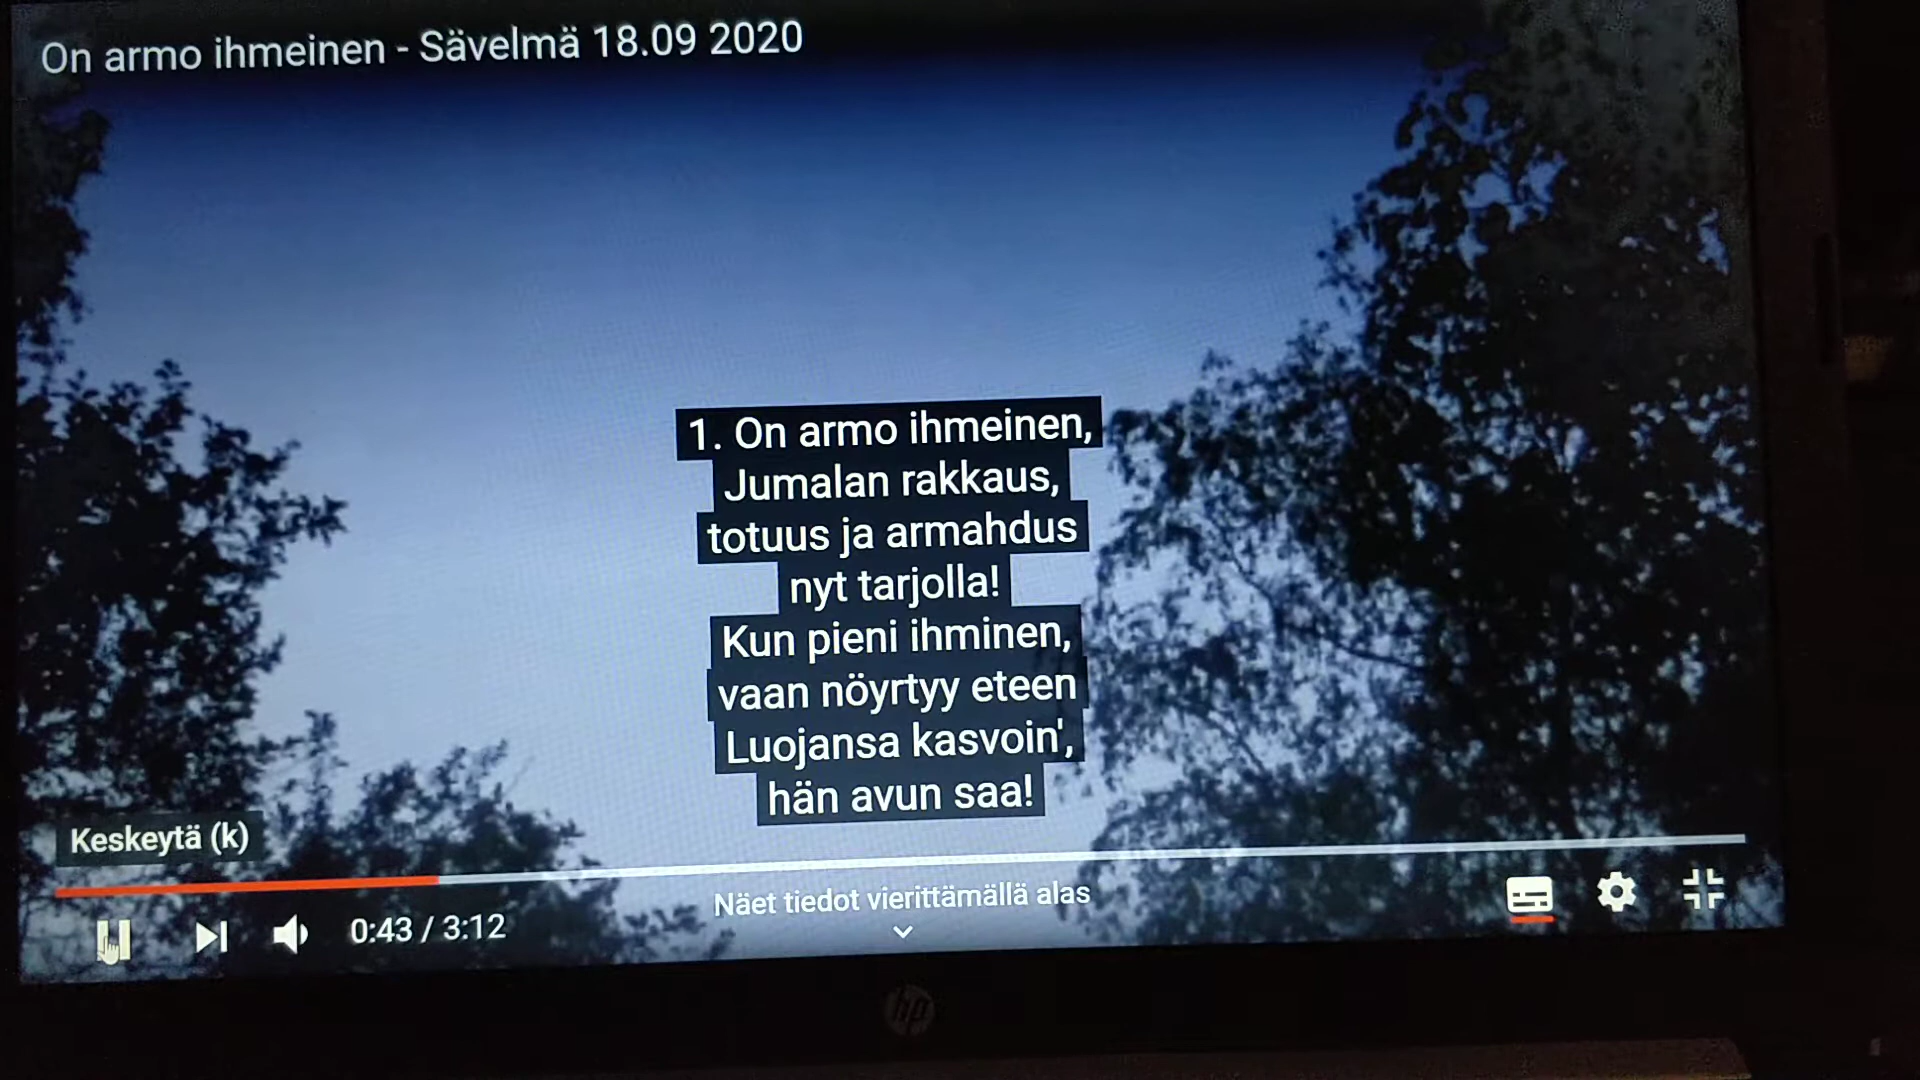 On armo ihmeinen - Sävelmä 18.09 2020
1. On armo ihmeinen,
Jumalan rakkaus,
totuus ja armahdus
nyt tarjolla!
Kun pieni ihminen,
vaan nöyrtyy eteen
Luojansa kasvoin',
hän avun saa!
Keskeytä (k)
Näet tiedot vierittämällä alas
0:43 / 3:12
hp